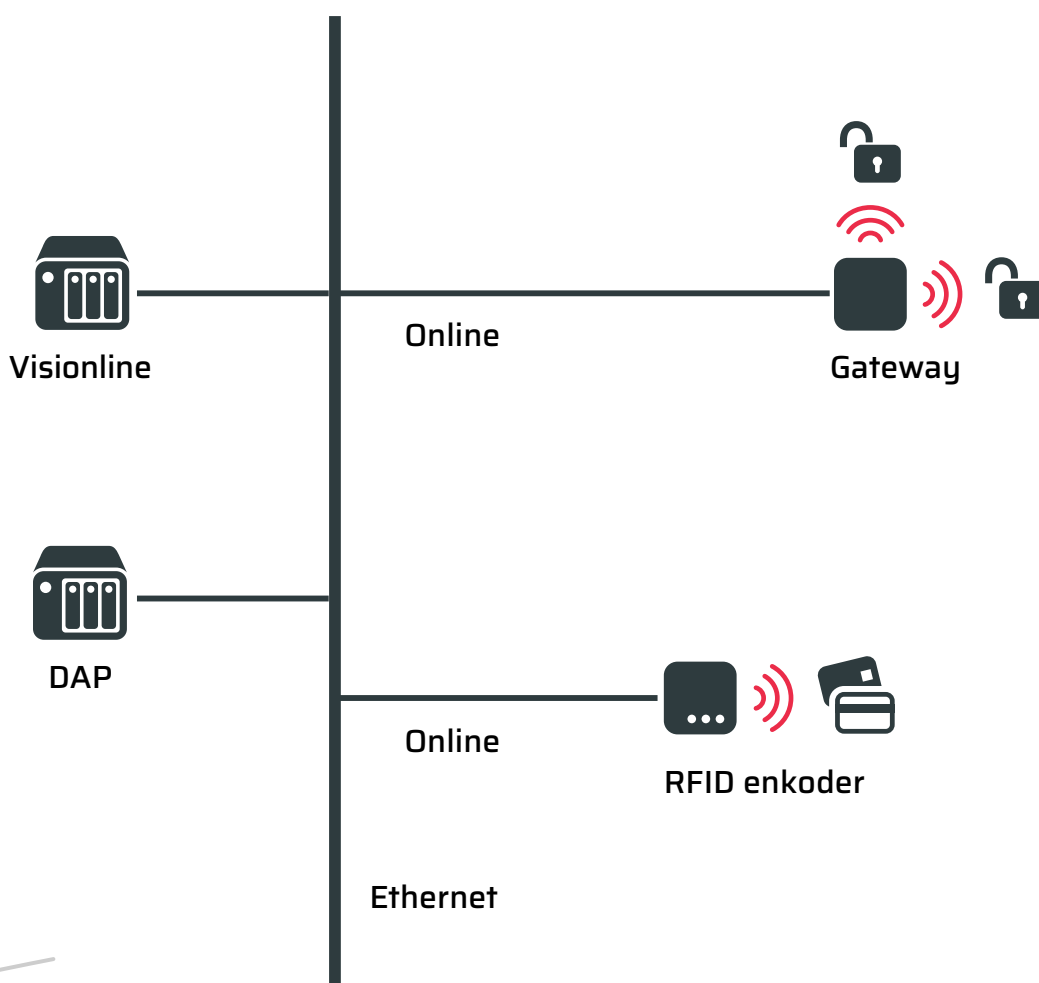 Online
Visionline
Gateway
DAP
Online
RFID enkoder
Ethernet